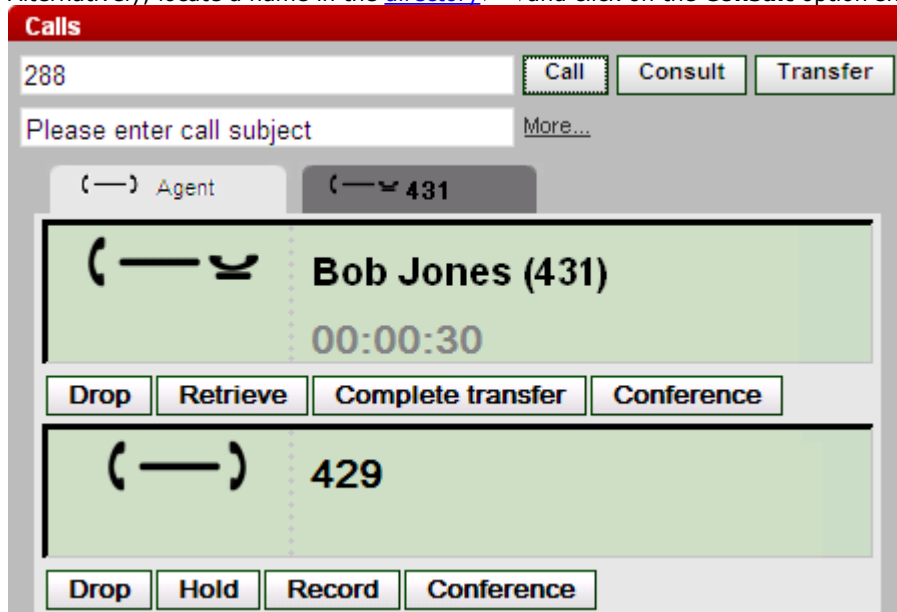 Calls
288 Call Consult Transfer
Please enter call subject More...
Agent 431
Bob Jones (431)
00:00:30
Drop Retrieve Complete transfer Conference
429
Drop Hold Record Conference